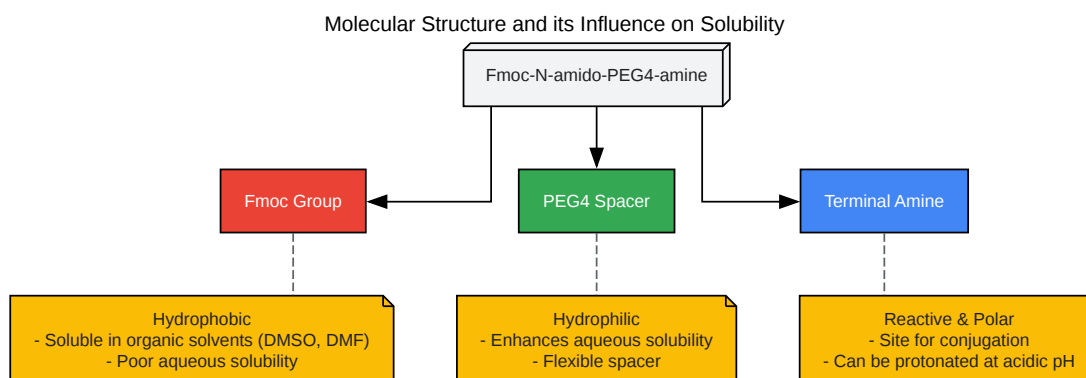 Molecular Structure and its Influence on Solubility
Fmoc-N-amido-PEG4-amine
Fmoc Group
PEG4 Spacer
Terminal Amine
Hydrophobic
- Soluble in organic solvents (DMSO, DMF)
- Poor aqueous solubility
Hydrophilic
- Enhances aqueous solubility
- Flexible spacer
Reactive & Polar
- Site for conjugation
- Can be protonated at acidic pH